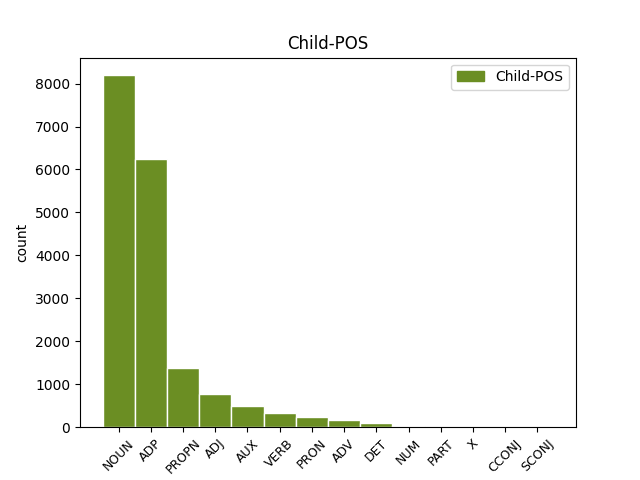 Child-POS
Child-POS
count
8000
7000
6000
5000
4000
3000
2000
1000
0
NOUN
ADP
PROPN
ADJ
AUX
VERB
PRON
ADV
DET
NUM
PART
X
CCONJ
SCONJ